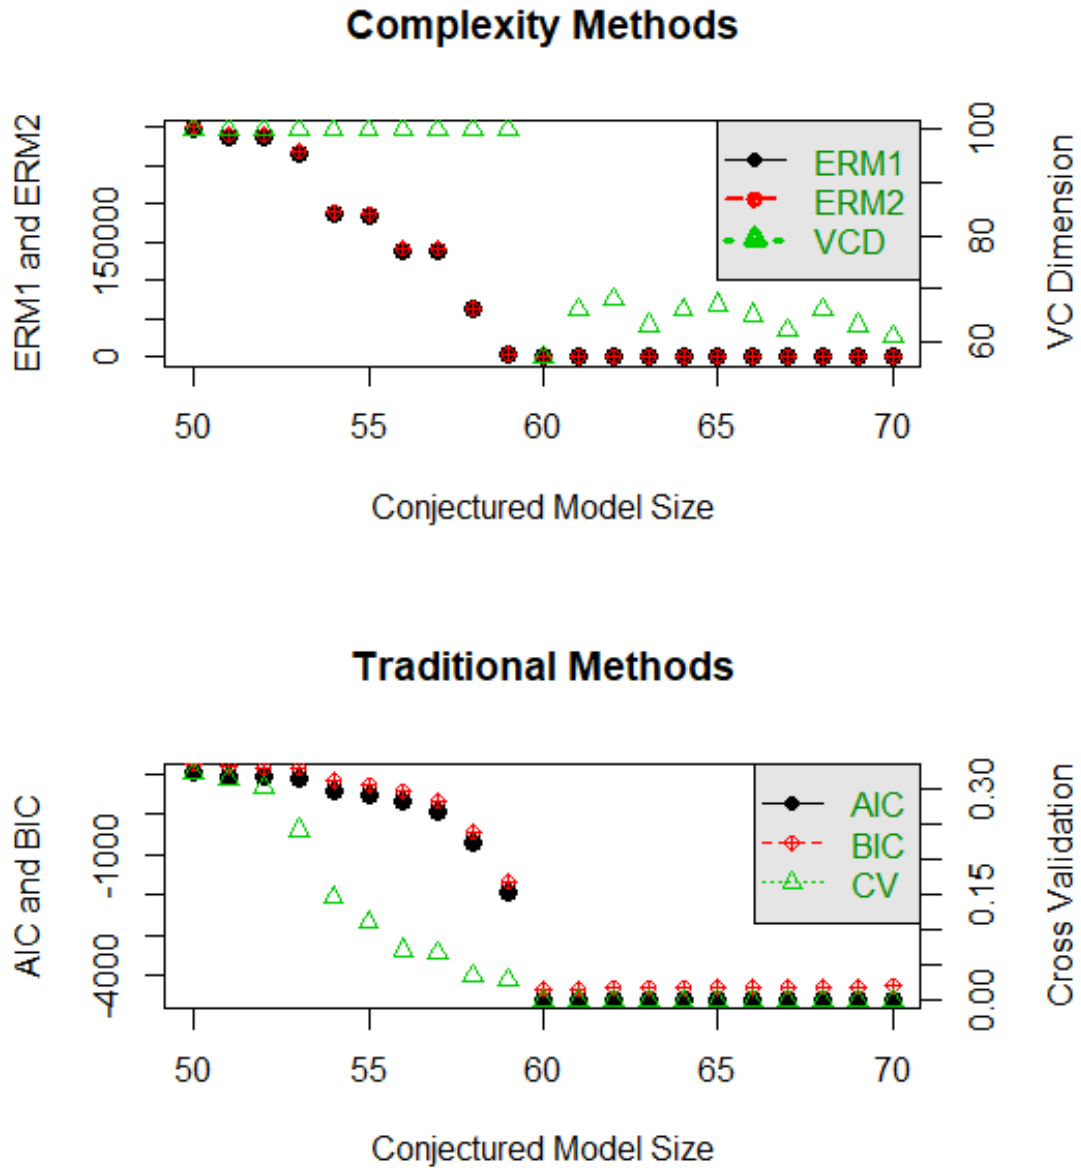 Complexity Methods
ERM1 and ERM2
0
1500000
ERM1
ERM2
VCD
60
80
100
VC Dimension
50
55
60
65
70
Conjectured Model Size
Traditional Methods
AIC and BIC
-4000
-1000
AIC
BIC
CV
0.00
0.15
0.30
Cross Validation
50
55
60
65
70
Conjectured Model Size